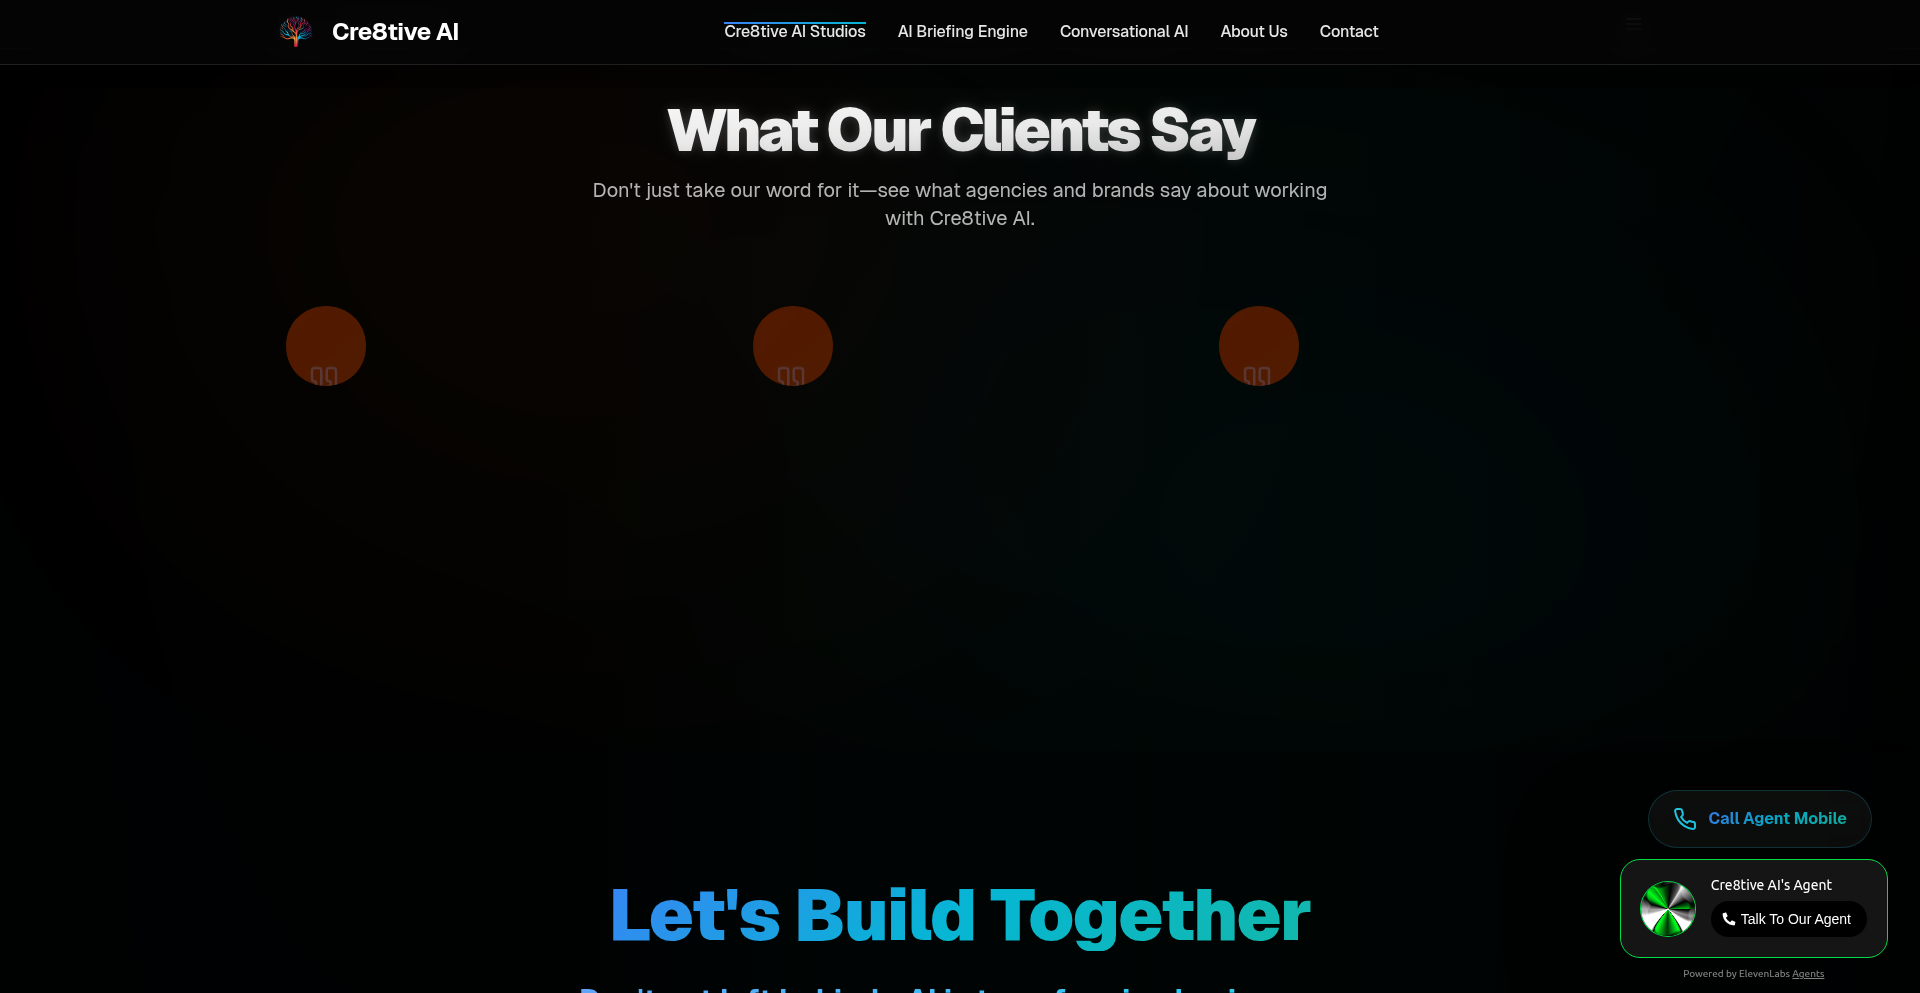 Cre8tive AI
Cre8tive AI Studios
AI Briefing Engine
Conversational AI
About Us
Contact
What Our Clients Say
Don't just take our word for it—see what agencies and brands say about working
with Cre8tive AI.
Call Agent Mobile
Let's Build Together
Cre8tive AI's Agent
Talk To Our Agent
Powered by ElevenLabs Agents